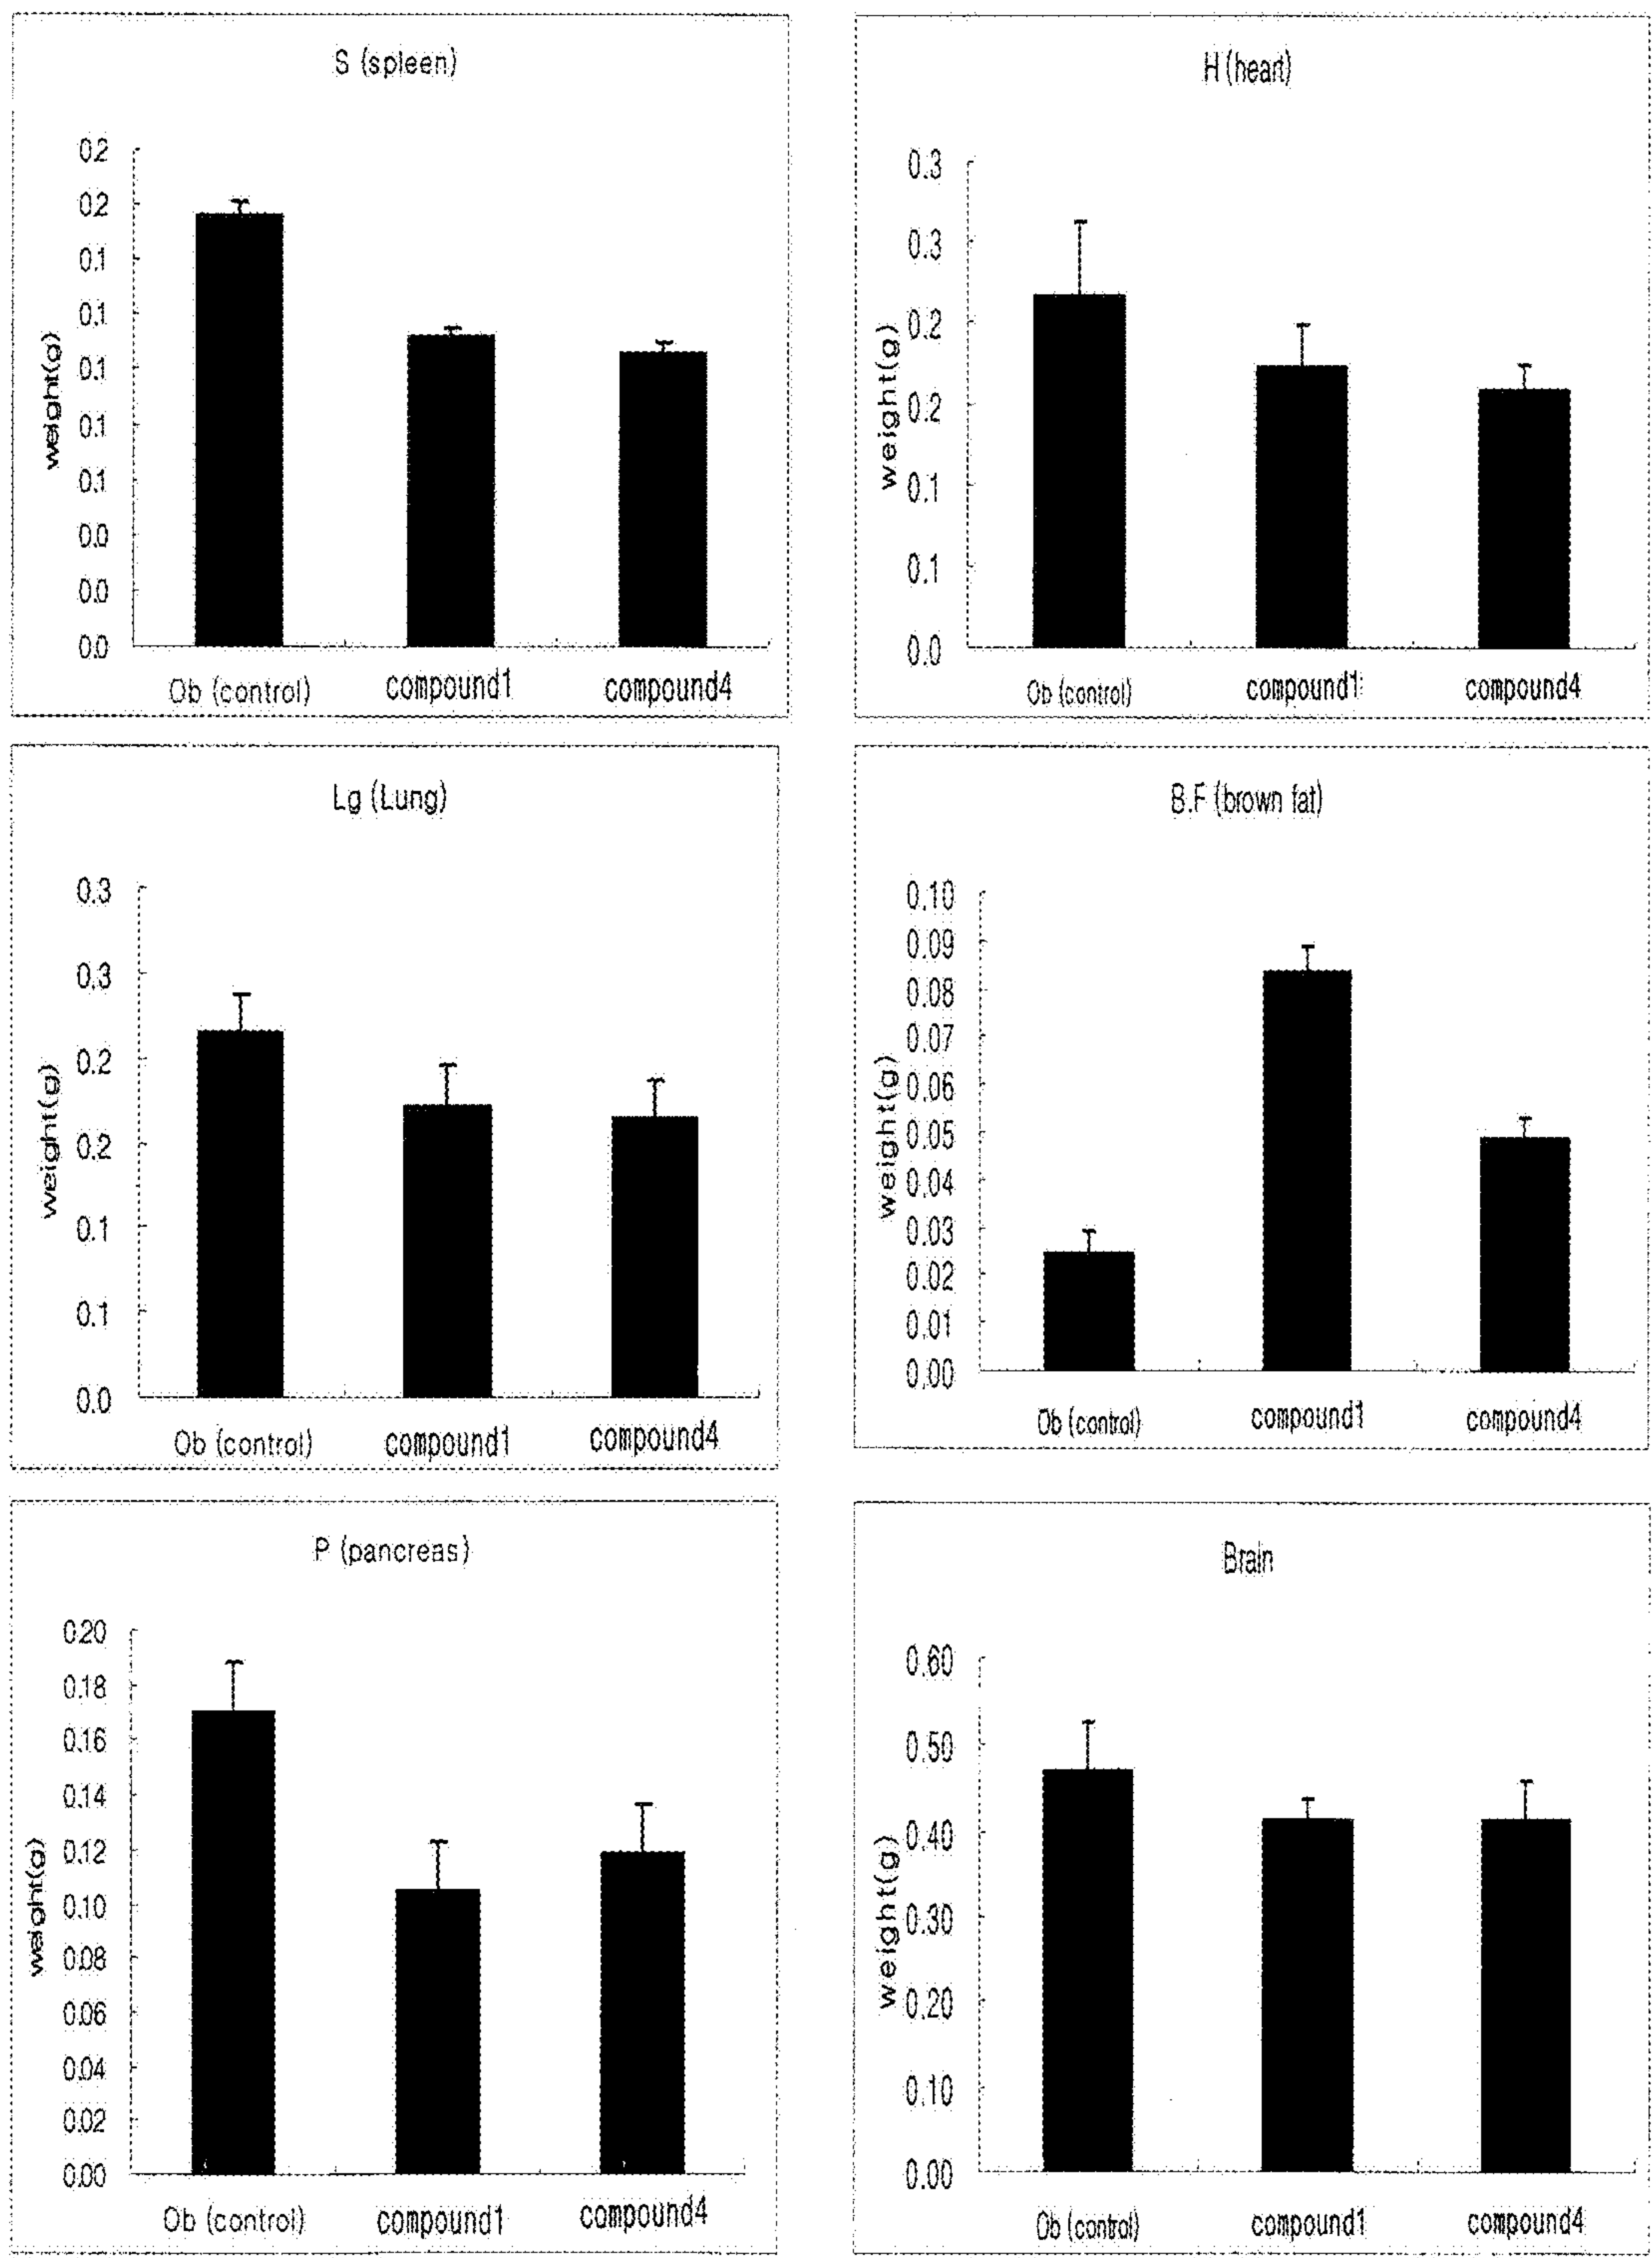 S (spleen)
0.2
0.2
0.1
0.1
0.1
0.1
0.1
0.0
0.0
0.0
weight(g)
Ob (control) compound1 compound4
H (heart)
0.3
0.3
0.2
0.2
0.1
0.1
0.0
weight(g)
Ob (control) compound1 compound4
Lg (Lung)
0.3
0.3
0.2
0.2
0.1
0.1
0.0
weight(g)
Ob (control) compound1 compound4
B.F (brown fat)
0.10
0.09
0.08
0.07
0.06
0.05
0.04
0.03
0.02
0.01
0.00
weight(g)
Ob (control) compound1 compound4
P (pancreas)
0.20
0.18
0.16
0.14
0.12
0.10
0.08
0.06
0.04
0.02
0.00
weight(g)
Ob (control) compound1 compound4
Brain
0.60
0.50
0.40
0.30
0.20
0.10
0.00
weight(g)
Ob (control) compound1 compound4